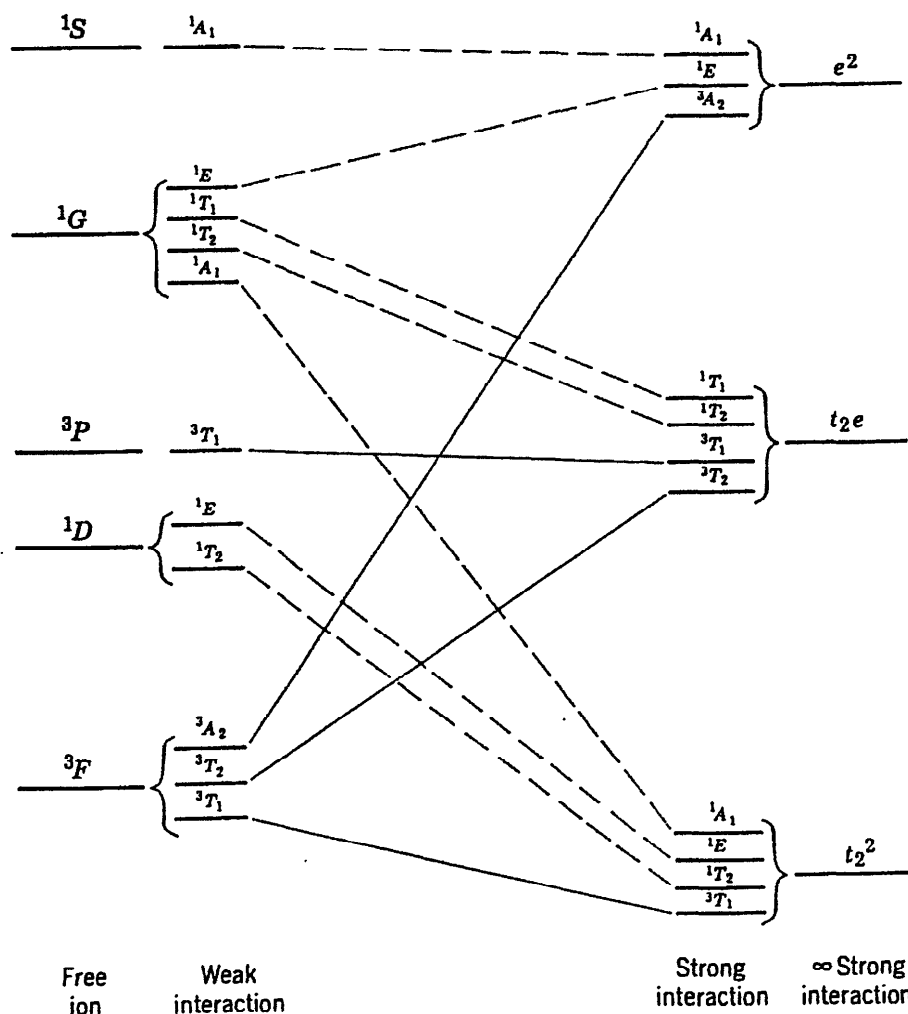 ¹S
¹A₁
¹A₁
¹E
³A₂
e²
¹G
¹E
¹T₁
¹T₂
¹A₁
¹T₁
¹T₂
³T₁
³T₂
t₂e
³P
³T₁
¹D
¹E
¹T₂
³F
³A₂
³T₂
³T₁
¹A₁
¹E
¹T₂
³T₁
t₂²
Free
ion
Weak
interaction
Strong
interaction
∞ Strong
interaction